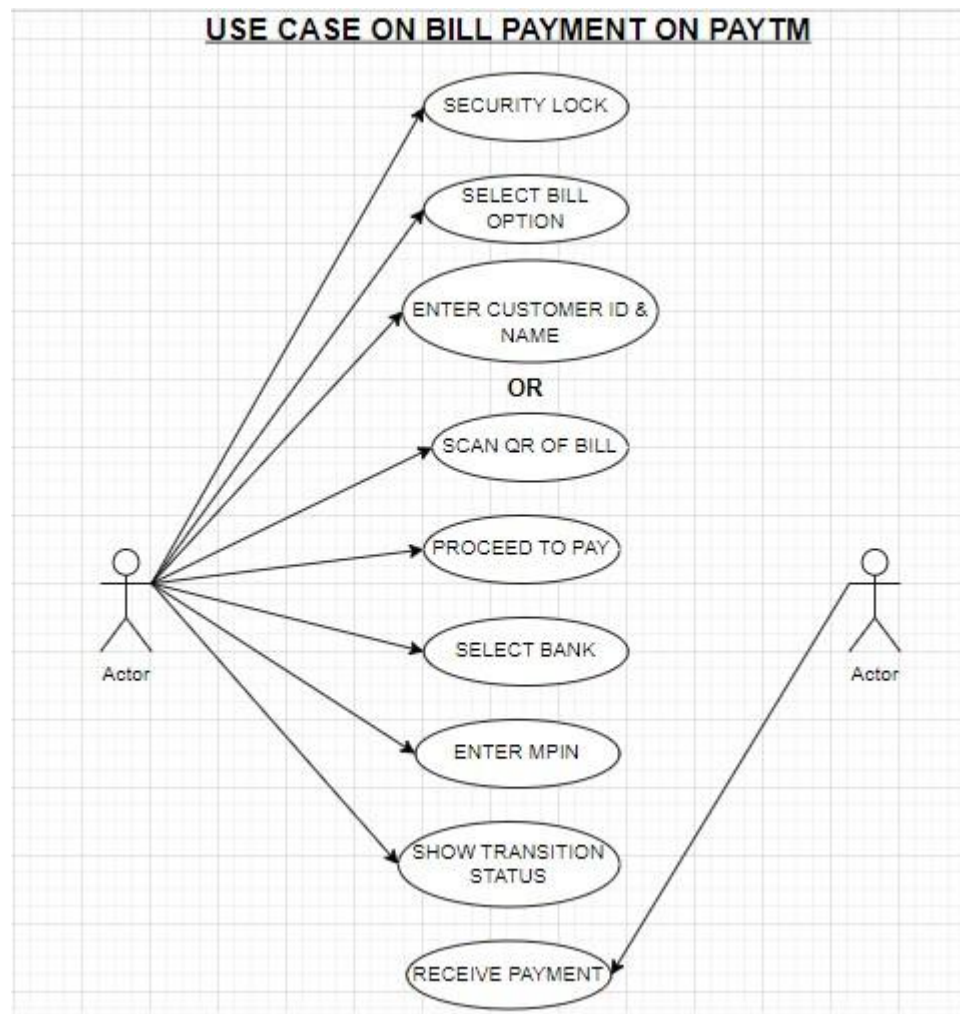 USE CASE ON BILL PAYMENT ON PAYTM
SECURITY LOCK
SELECT BILL
OPTION
ENTER CUSTOMER ID &
NAME
OR
SCAN QR OF BILL
PROCEED TO PAY
SELECT BANK
Actor
Actor
ENTER MPIN
SHOW TRANSITION
STATUS
RECEIVE PAYMENT